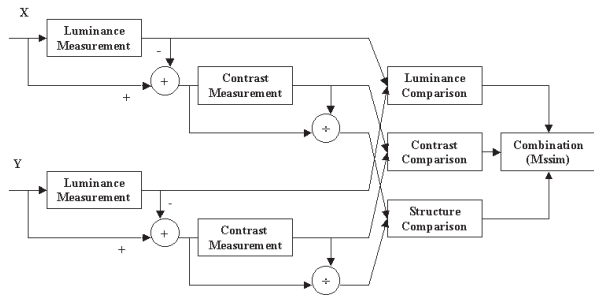 X
Luminance
Measurement
-
+
+
Contrast
Measurement
÷
Luminance
Comparison
Contrast
Comparison
Combination
(Mssim)
Structure
Comparison
Y
Luminance
Measurement
-
+
+
Contrast
Measurement
÷